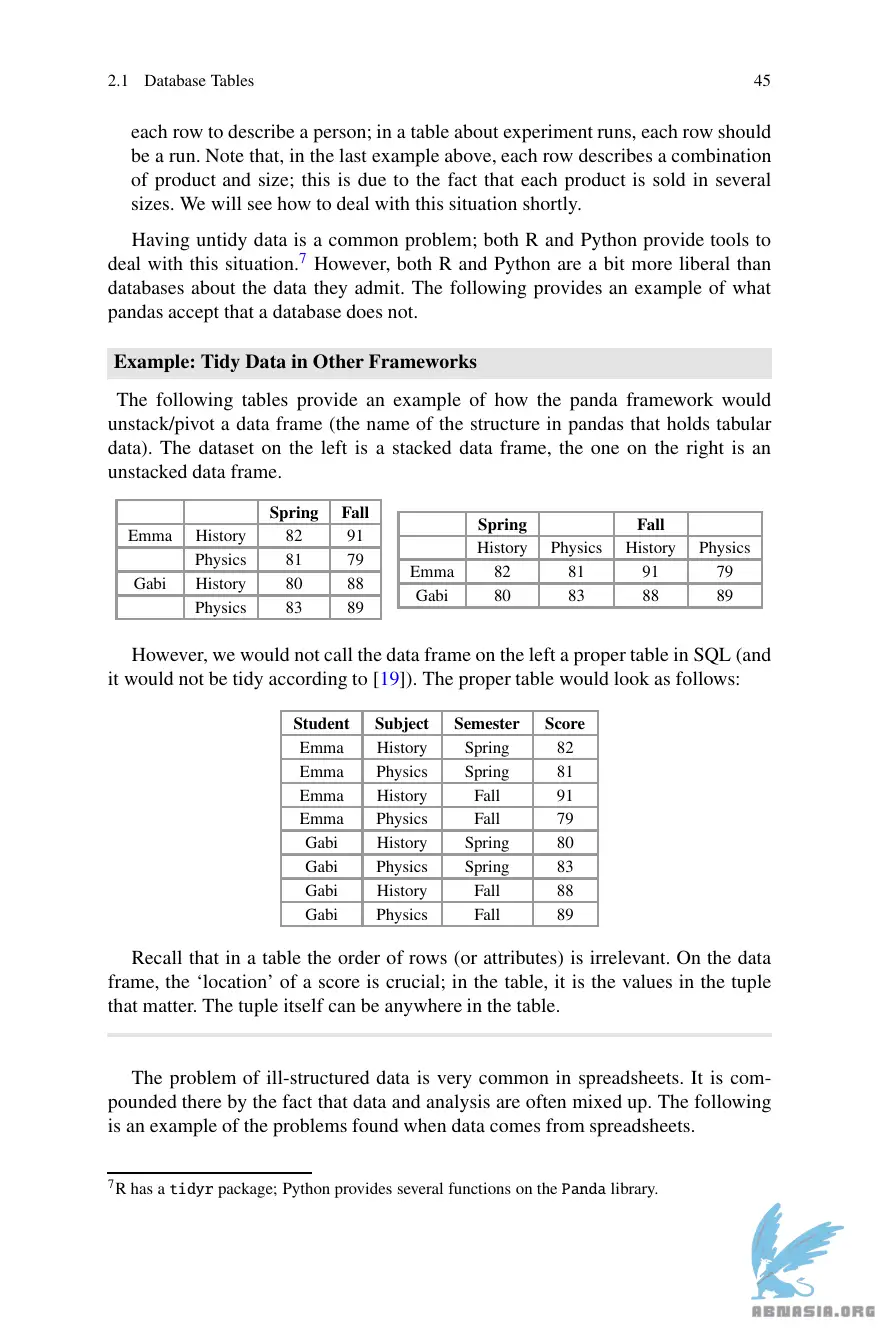 2.1 Database Tables 45
each row to describe a person; in a table about experiment runs, each row should
be a run. Note that, in the last example above, each row describes a combination
of product and size; this is due to the fact that each product is sold in several
sizes. We will see how to deal with this situation shortly.
Having untidy data is a common problem; both R and Python provide tools to
deal with this situation.7 However, both R and Python are a bit more liberal than
databases about the data they admit. The following provides an example of what
pandas accept that a database does not.
Example: Tidy Data in Other Frameworks
The following tables provide an example of how the panda framework would
unstack/pivot a data frame (the name of the structure in pandas that holds tabular
data). The dataset on the left is a stacked data frame, the one on the right is an
unstacked data frame.
Spring Fall
Emma History 82 91
Physics 81 79
Gabi History 80 88
Physics 83 89
Spring Fall
History Physics History Physics
Emma 82 81 91 79
Gabi 80 83 88 89
However, we would not call the data frame on the left a proper table in SQL (and
it would not be tidy according to [19]). The proper table would look as follows:
Student Subject Semester Score
Emma History Spring 82
Emma Physics Spring 81
Emma History Fall 91
Emma Physics Fall 79
Gabi History Spring 80
Gabi Physics Spring 83
Gabi History Fall 88
Gabi Physics Fall 89
Recall that in a table the order of rows (or attributes) is irrelevant. On the data
frame, the ‘location’ of a score is crucial; in the table, it is the values in the tuple
that matter. The tuple itself can be anywhere in the table.
The problem of ill-structured data is very common in spreadsheets. It is com-
pounded there by the fact that data and analysis are often mixed up. The following
is an example of the problems found when data comes from spreadsheets.
7R has a tidyr package; Python provides several functions on the Panda library.
ABNASIA.ORG